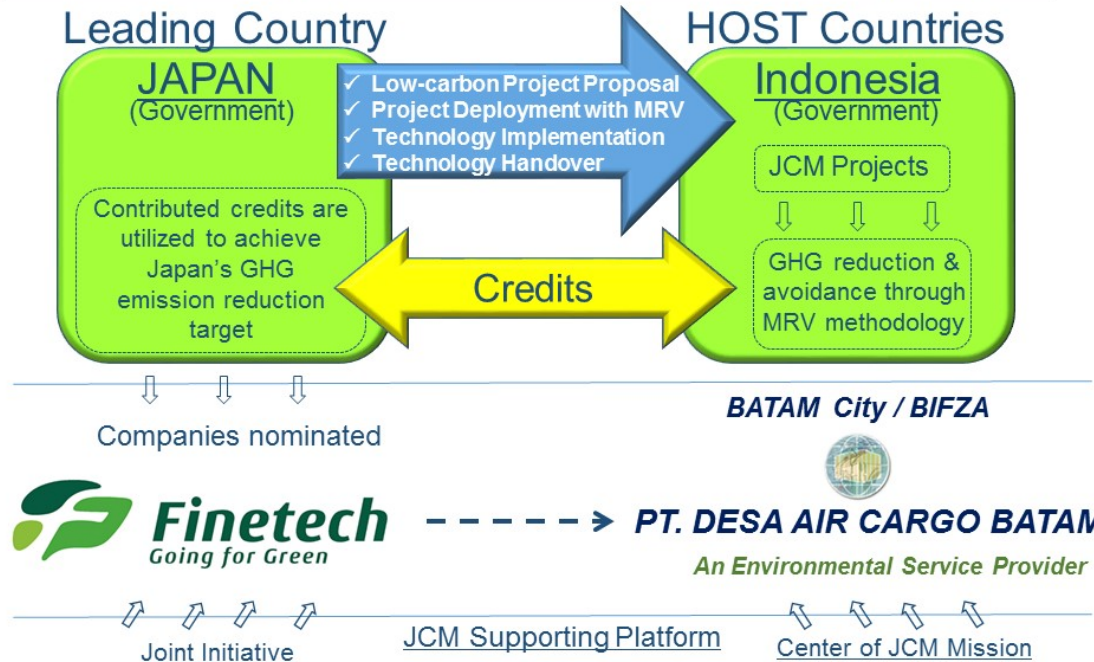 Leading Country
JAPAN
(Government)
Contributed credits are
utilized to achieve
Japan’s GHG
emission reduction
target
✓ Low-carbon Project Proposal
✓ Project Deployment with MRV
✓ Technology Implementation
✓ Technology Handover
Credits
HOST Countries
Indonesia
(Government)
JCM Projects
GHG reduction &
avoidance through
MRV methodology
Companies nominated
BATAM City / BIFZA
Finetech
Going for Green
PT. DESA AIR CARGO BATAM
An Environmental Service Provider
Joint Initiative
JCM Supporting Platform
Center of JCM Mission